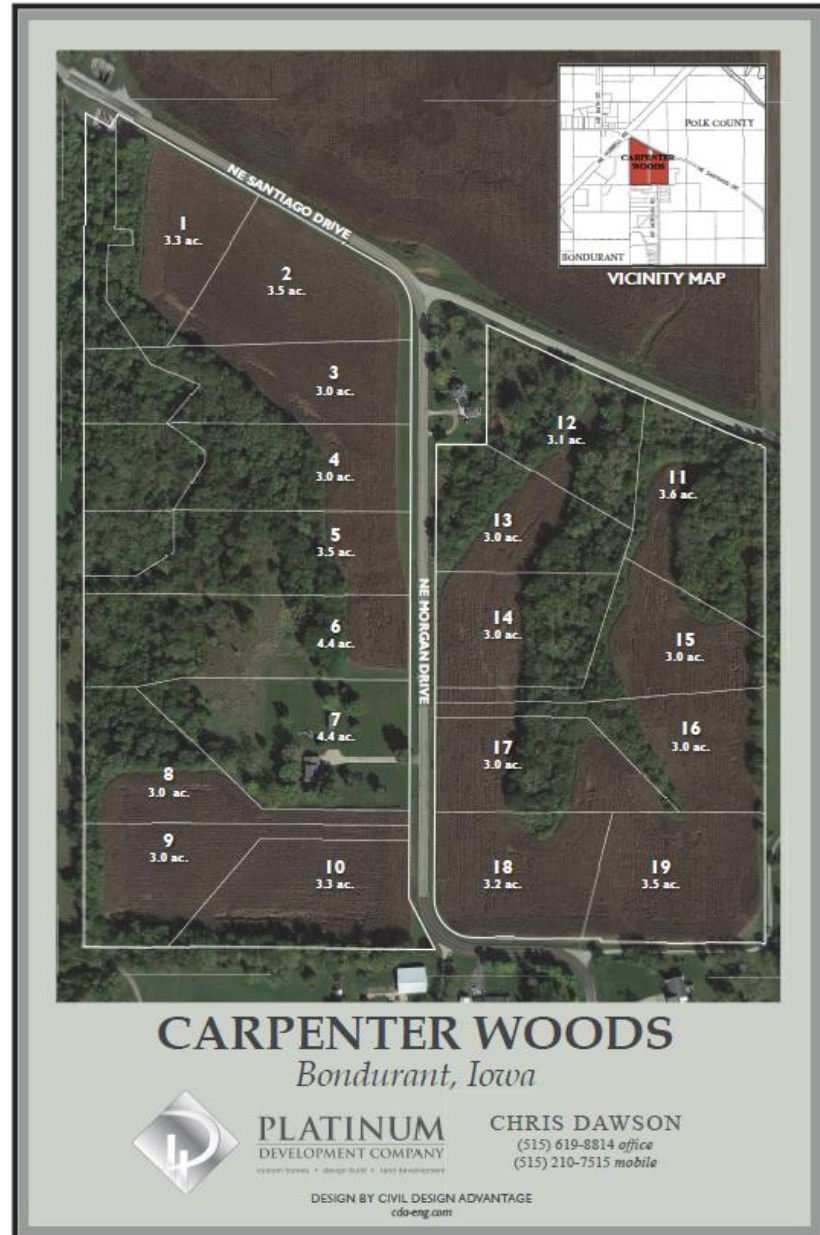 NE SANTIAGO DRIVE
POLK COUNTY
CARPENTER
WOODS
BONDURANT
VICINITY MAP
1
3.3 ac.
2
3.5 ac.
3
3.0 ac.
4
3.0 ac.
5
3.5 ac.
6
4.4 ac.
7
4.4 ac.
8
3.0 ac.
9
3.0 ac.
10
3.3 ac.
NE MORGAN DRIVE
12
3.1 ac.
11
3.6 ac.
13
3.0 ac.
14
3.0 ac.
15
3.0 ac.
16
3.0 ac.
17
3.0 ac.
18
3.2 ac.
19
3.5 ac.
CARPENTER WOODS
Bondurant, Iowa
PLATINUM
DEVELOPMENT COMPANY
custom homes • design build • land development
CHRIS DAWSON
(515) 619-8814 office
(515) 210-7515 mobile
DESIGN BY CIVIL DESIGN ADVANTAGE
cda-eng.com